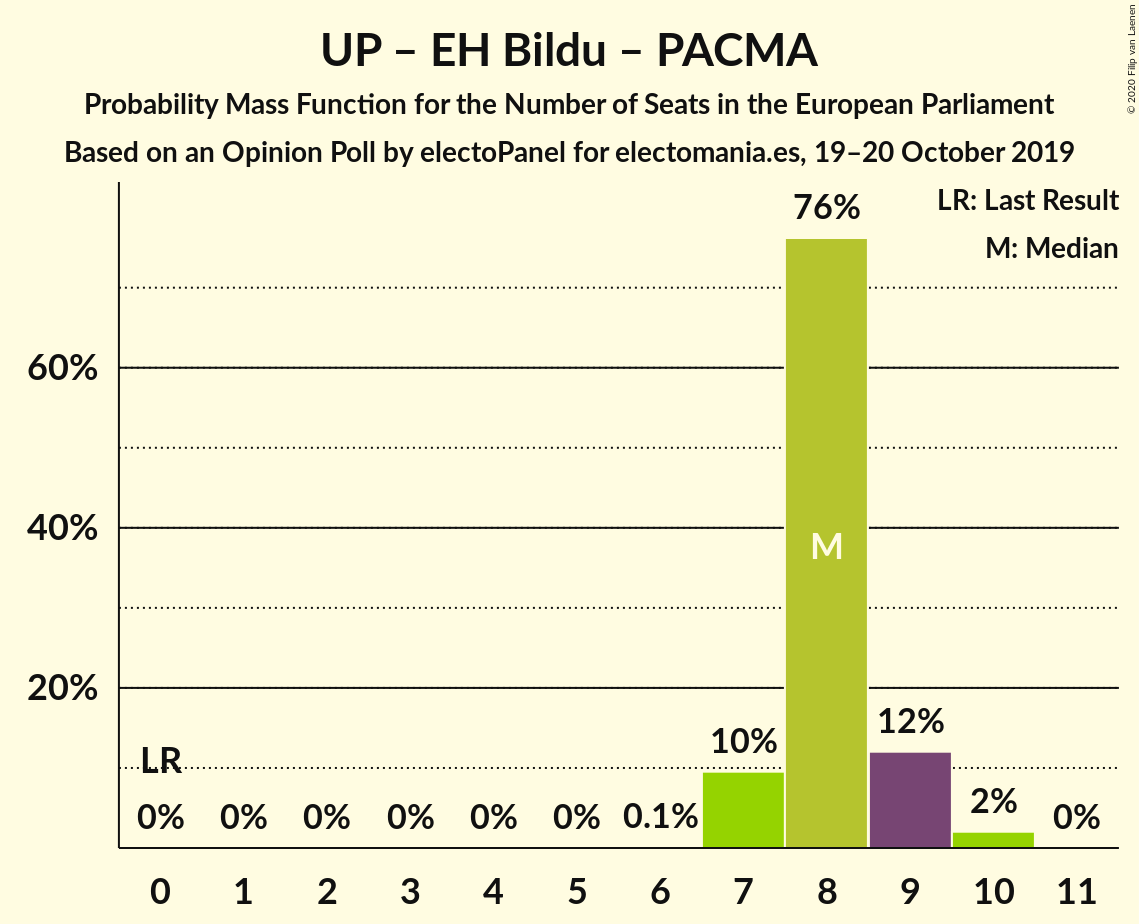 UP – EH Bildu – PACMA
Probability Mass Function for the Number of Seats in the European Parliament
Based on an Opinion Poll by electoPanel for electomania.es, 19–20 October 2019
© 2020 Filip van Laenen
LR: Last Result
M: Median
76%
60%
40%
M
20%
12%
10%
LR
2%
0% 0% 0% 0% 0% 0% 0.1% 0%
0 1 2 3 4 5 6 7 8 9 10 11